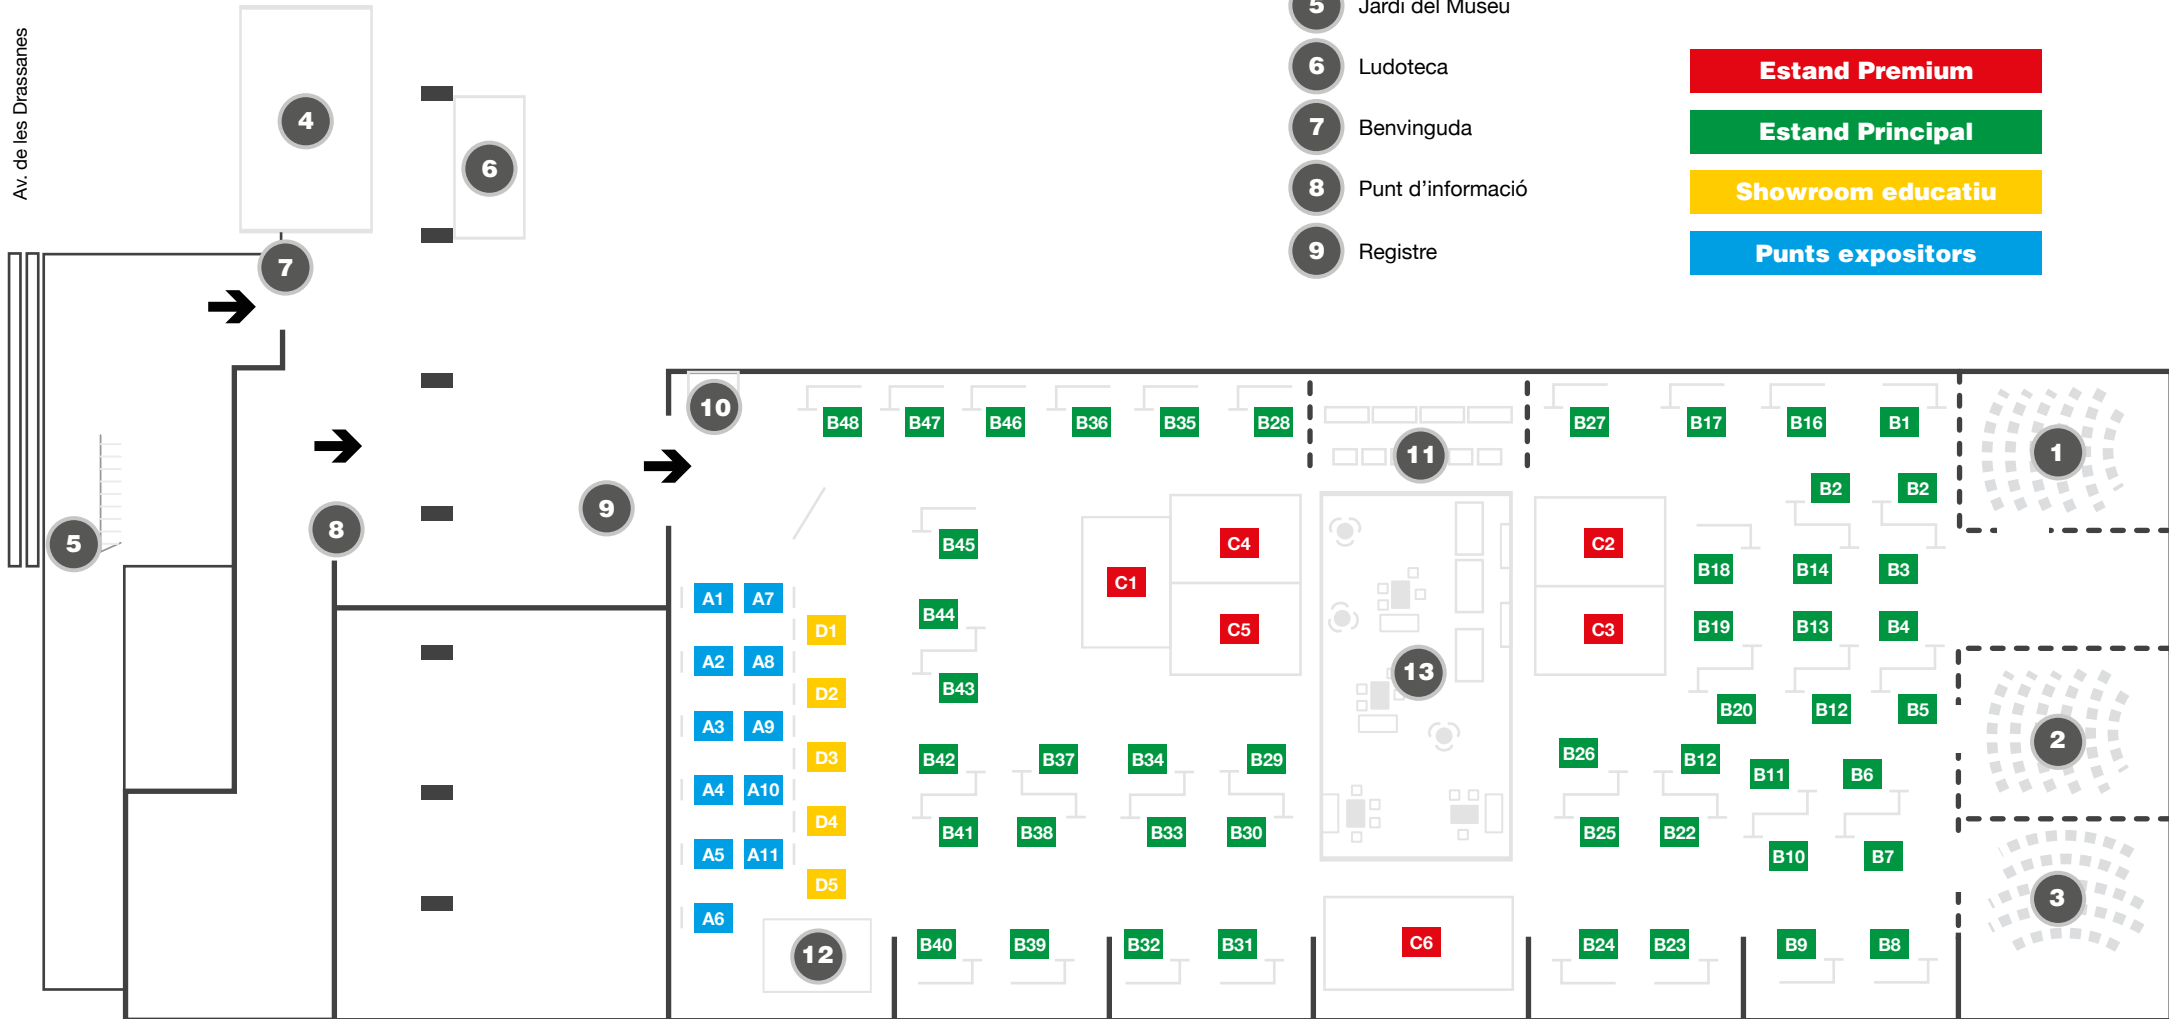 Av. de les Drassanes
5 Jardí del Museu
6 Ludoteca
7 Benvinguda
8 Punt d'informació
9 Registre
Estand Premium
Estand Principal
Showroom educatiu
Punts expositors
4
6
7
5
8
9
10
11
1
2
3
12
13
B48 B47 B46 B36 B35 B28 B27 B17 B16 B1
B2 B2
B45 C4 C2
C1 B18 B14 B3
A1 A7
B44 B19 B13 B4
D1 C5 C3
A2 A8
D2 B43 B20 B12 B5
A3 A9
D3 B42 B37 B34 B29 B26 B12
B11 B6
A4 A10
D4 B41 B38 B33 B30 B25 B22
A5 A11 B10 B7
D5
A6
B40 B39 B32 B31 C6 B24 B23 B9 B8